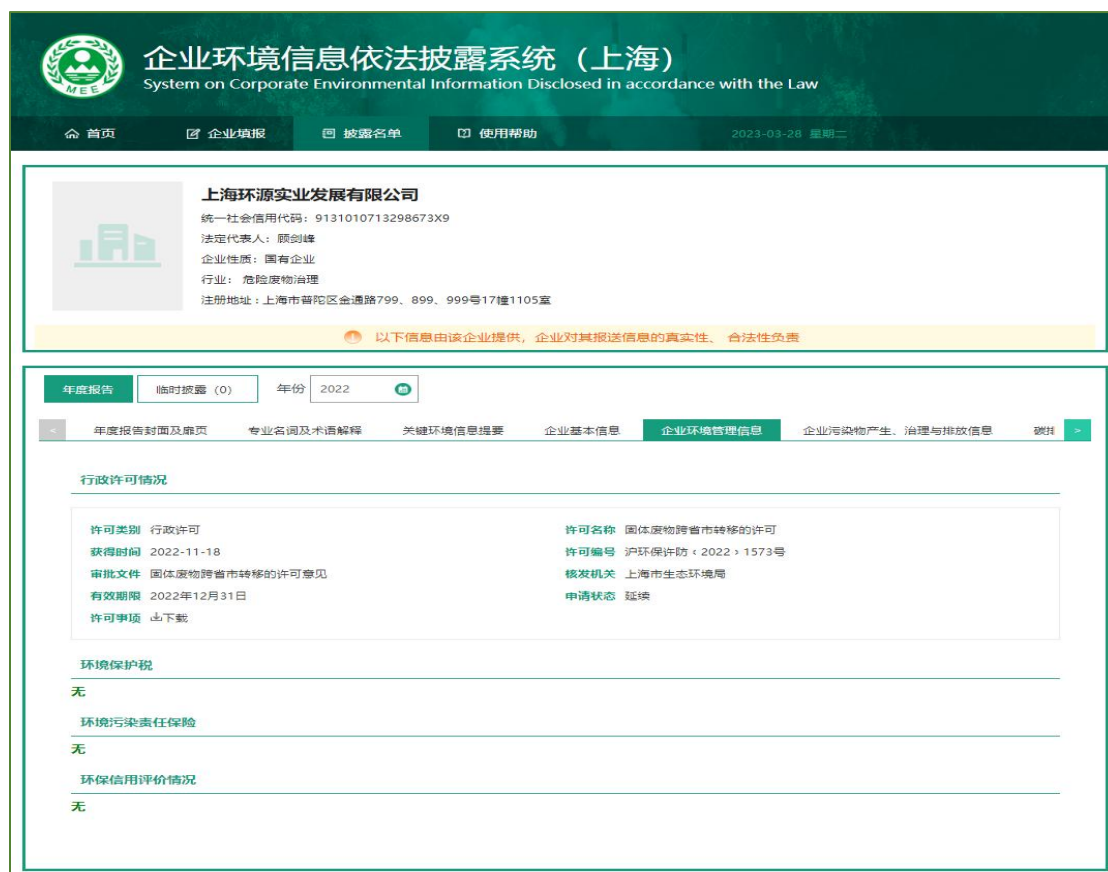 企业环境信息依法披露系统（上海）
System on Corporate Environmental Information Disclosed in accordance with the Law
MEE
首页 企业填报 披露名单 使用帮助 2023-03-28 星期二
上海环源实业发展有限公司
统一社会信用代码：9131010713298673X9
法定代表人：顾剑峰
企业性质：国有企业
行业： 危险废物治理
注册地址：上海市普陀区金通路799、899、999号17幢1105室
以下信息由该企业提供，企业对其报送信息的真实性、 合法性负责
年度报告 临时披露（0） 年份 2022
< 年度报告封面及扉页 专业名词及术语解释 关键环境信息提要 企业基本信息 企业环境管理信息 企业污染物产生、治理与排放信息 碳排 >
行政许可情况
许可类别 行政许可 许可名称 固体废物跨省市转移的许可
获得时间 2022-11-18 许可编号 沪环保许防﹤2022﹥1573号
审批文件 固体废物跨省市转移的许可意见 核发机关 上海市生态环境局
有效期限 2022年12月31日 申请状态 延续
许可事项 下载
环境保护税
无
环境污染责任保险
无
环保信用评价情况
无